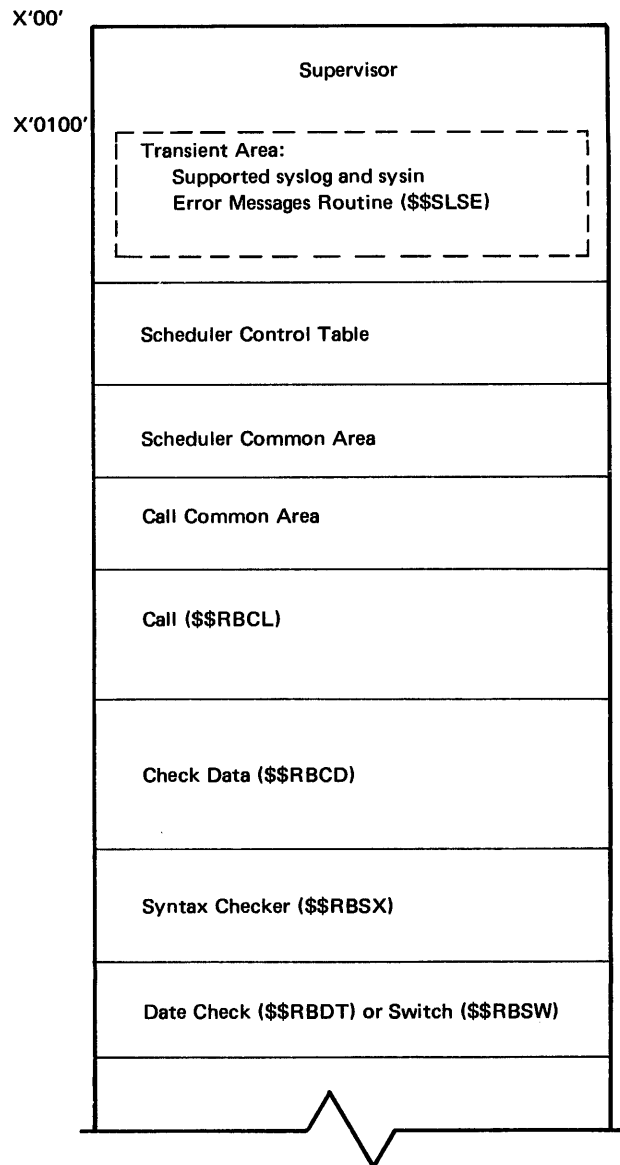 X'00'
Supervisor
X'0100'
Transient Area:
Supported syslog and sysin
Error Messages Routine ($$SLSE)
Scheduler Control Table
Scheduler Common Area
Call Common Area
Call ($$RBCL)
Check Data ($$RBCD)
Syntax Checker ($$RBSX)
Date Check ($$RBDT) or Switch ($$RBSW)